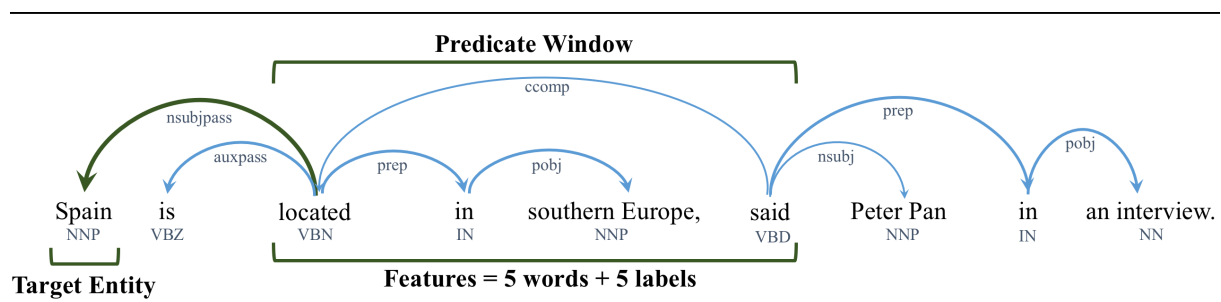 Predicate Window
ccomp
nsubjpass
prep
auxpass
prep
pobj
nsubj
pobj
Spain is located in southern Europe, said Peter Pan in an interview.
NNP VBZ VBN IN NNP VBD NNP IN NN
Target Entity
Features = 5 words + 5 labels